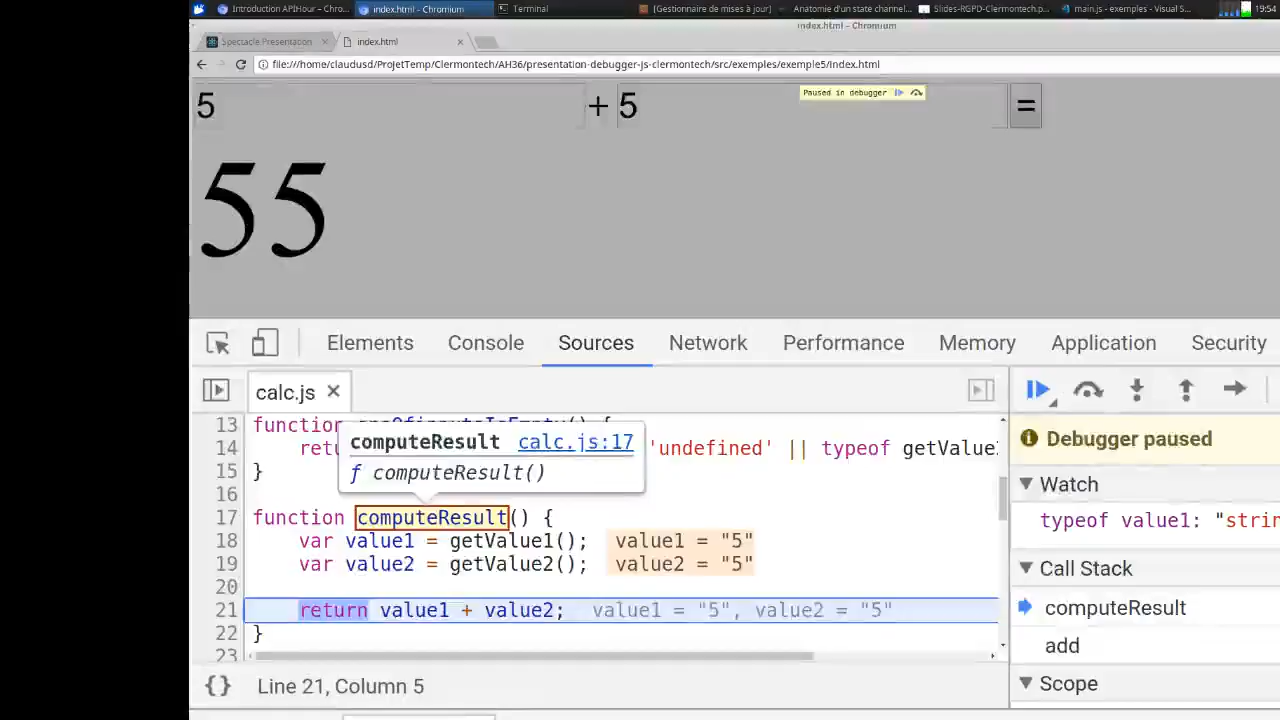 Introduction APIHour – Chro...
index.html – Chromium
Terminal
[Gestionnaire de mises à jour]
Anatomie d'un state channel...
Slides-RGPD-Clermontech.p...
main.js - exemples - Visual S...
19:54
index.html – Chromium
Spectacle Presentation
index.html
file:///home/claudusd/ProjetTemp/Clermontech/AH36/presentation-debugger-js-clermontech/src/exemples/exemple5/index.html
5 + 5 =
Paused in debugger
55
Elements Console Sources Network Performance Memory Application Security
calc.js
13 function
14 retu 'undefined' || typeof getValue
15 }
16
computeResult calc.js:17
f computeResult()
17 function computeResult() {
18 var value1 = getValue1(); value1 = "5"
19 var value2 = getValue2(); value2 = "5"
20
21 return value1 + value2; value1 = "5", value2 = "5"
22 }
23
{} Line 21, Column 5
Debugger paused
Watch
typeof value1: "strin
Call Stack
computeResult
add
Scope